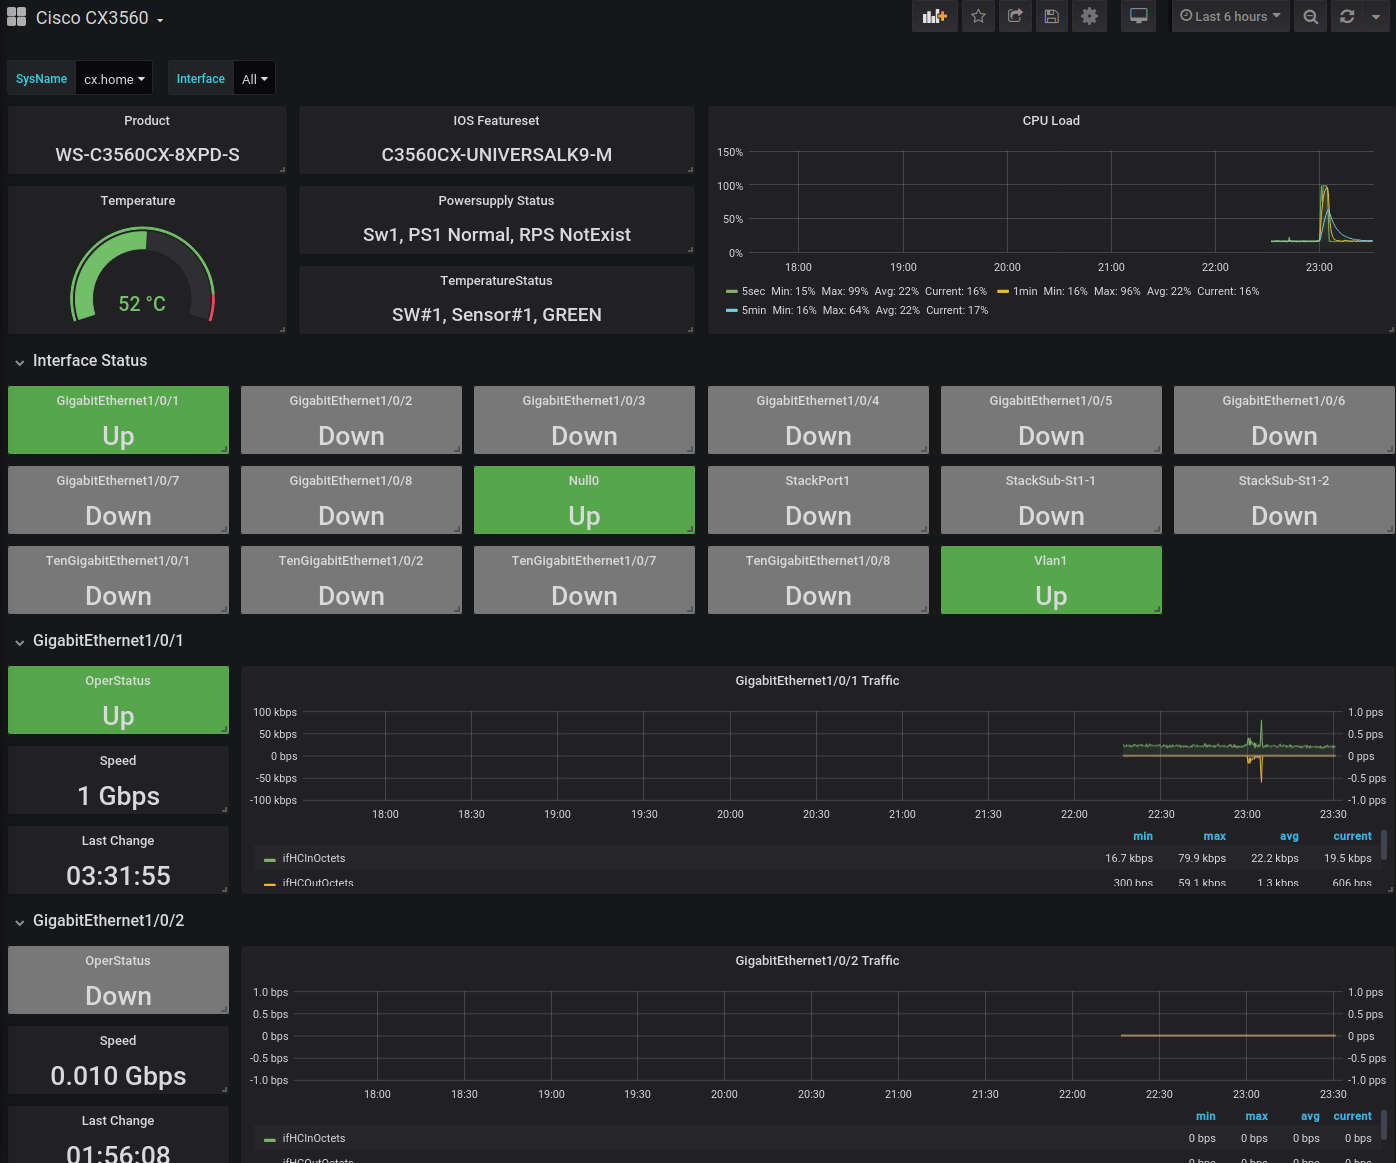 Cisco CX3560
Last 6 hours
SysName cx.home Interface All
Product
WS-C3560CX-8XPD-S
IOS Featureset
C3560CX-UNIVERSALK9-M
CPU Load
150%
100%
50%
0%
18:00 19:00 20:00 21:00 22:00 23:00
5sec Min: 15% Max: 99% Avg: 22% Current: 16% 1min Min: 16% Max: 96% Avg: 22% Current: 16%
5min Min: 16% Max: 64% Avg: 22% Current: 17%
Temperature
52 °C
Powersupply Status
Sw1, PS1 Normal, RPS NotExist
TemperatureStatus
SW#1, Sensor#1, GREEN
Interface Status
GigabitEthernet1/0/1 GigabitEthernet1/0/2 GigabitEthernet1/0/3 GigabitEthernet1/0/4 GigabitEthernet1/0/5 GigabitEthernet1/0/6
Up Down Down Down Down Down
GigabitEthernet1/0/7 GigabitEthernet1/0/8 Null0 StackPort1 StackSub-St1-1 StackSub-St1-2
Down Down Up Down Down Down
TenGigabitEthernet1/0/1 TenGigabitEthernet1/0/2 TenGigabitEthernet1/0/7 TenGigabitEthernet1/0/8 Vlan1
Down Down Down Down Up
GigabitEthernet1/0/1
OperStatus
Up
Speed
1 Gbps
Last Change
03:31:55
GigabitEthernet1/0/1 Traffic
100 kbps 1.0 pps
50 kbps 0.5 pps
0 bps 0 pps
-50 kbps -0.5 pps
-100 kbps -1.0 pps
18:00 18:30 19:00 19:30 20:00 20:30 21:00 21:30 22:00 22:30 23:00 23:30
min max avg current
ifHCInOctets 16.7 kbps 79.9 kbps 22.2 kbps 19.5 kbps
ifHCOutOctets 300 bps 59.1 kbps 1.3 kbps 606 bps
GigabitEthernet1/0/2
OperStatus
Down
Speed
0.010 Gbps
Last Change
01:56:08
GigabitEthernet1/0/2 Traffic
1.0 bps 1.0 pps
0.5 bps 0.5 pps
0 bps 0 pps
-0.5 bps -0.5 pps
-1.0 bps -1.0 pps
18:00 18:30 19:00 19:30 20:00 20:30 21:00 21:30 22:00 22:30 23:00 23:30
min max avg current
ifHCInOctets 0 bps 0 bps 0 bps 0 bps
ifHCOutOctets 0 bps 0 bps 0 bps 0 bps